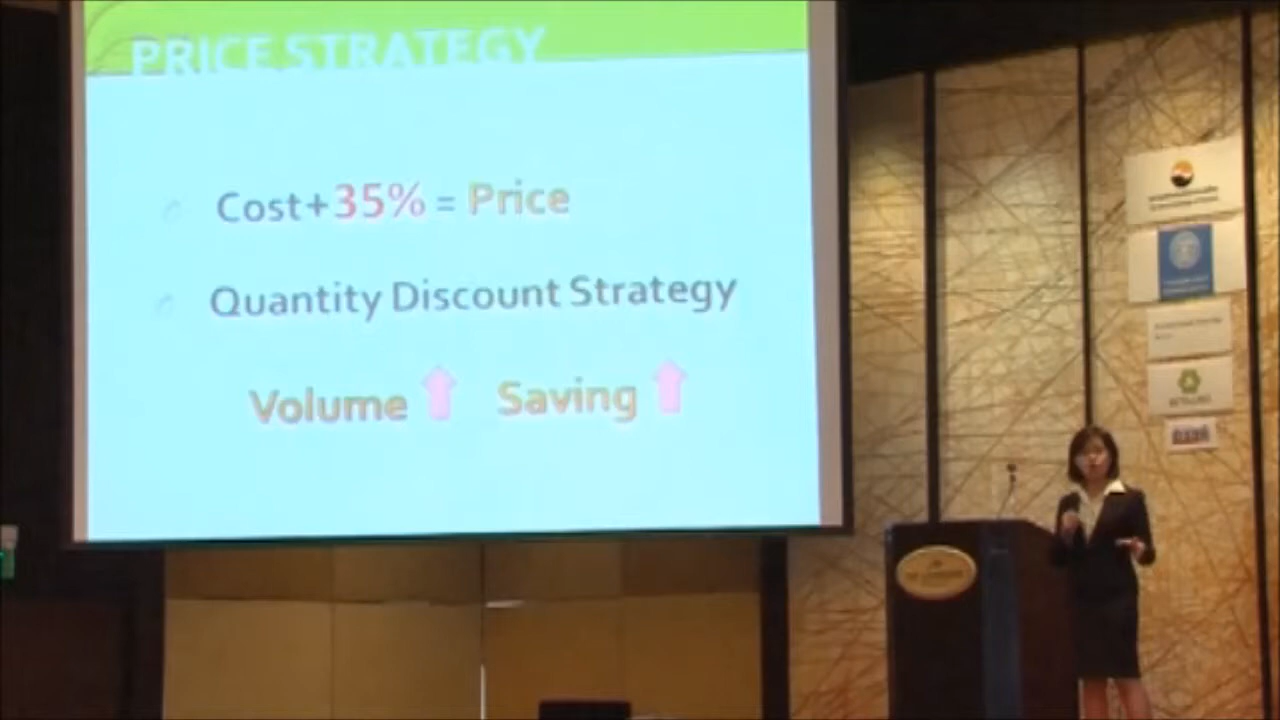 PRICE STRATEGY
Cost+35% = Price
Quantity Discount Strategy
Volume Saving